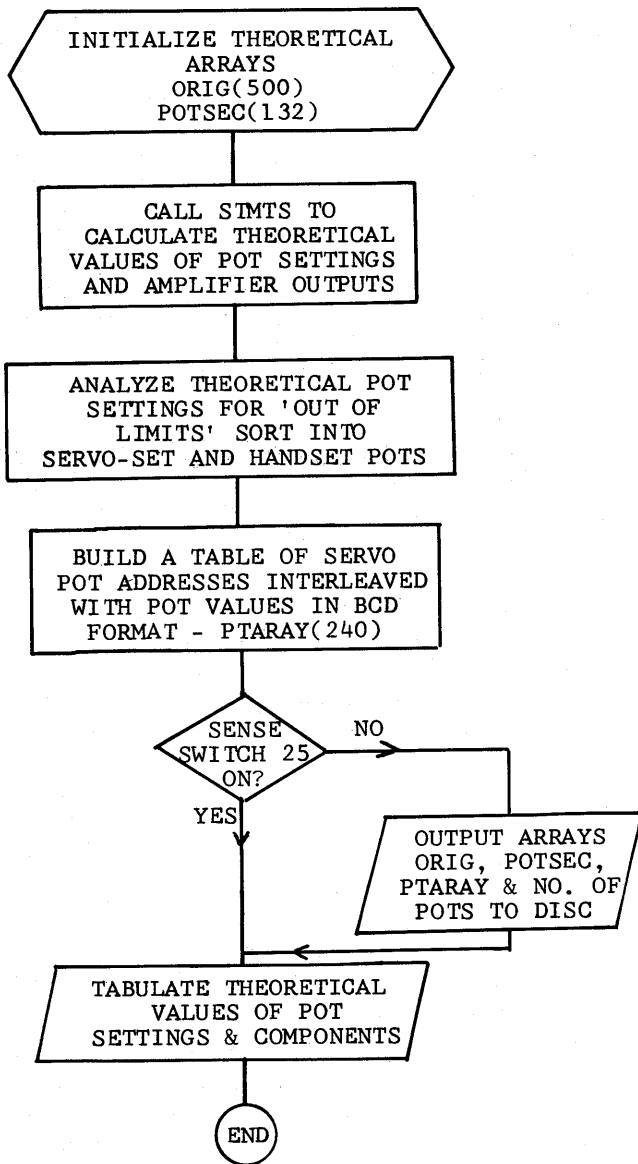 INITIALIZE THEORETICAL
ARRAYS
ORIG(500)
POTSEC(132)
CALL STMTS TO
CALCULATE THEORETICAL
VALUES OF POT SETTINGS
AND AMPLIFIER OUTPUTS
ANALYZE THEORETICAL POT
SETTINGS FOR 'OUT OF
LIMITS' SORT INTO
SERVO-SET AND HANDSET POTS
BUILD A TABLE OF SERVO
POT ADDRESSES INTERLEAVED
WITH POT VALUES IN BCD
FORMAT - PTARAY(240)
SENSE
SWITCH 25
ON?
NO
YES
OUTPUT ARRAYS
ORIG, POTSEC,
PTARAY & NO. OF
POTS TO DISC
TABULATE THEORETICAL
VALUES OF POT
SETTINGS & COMPONENTS
END